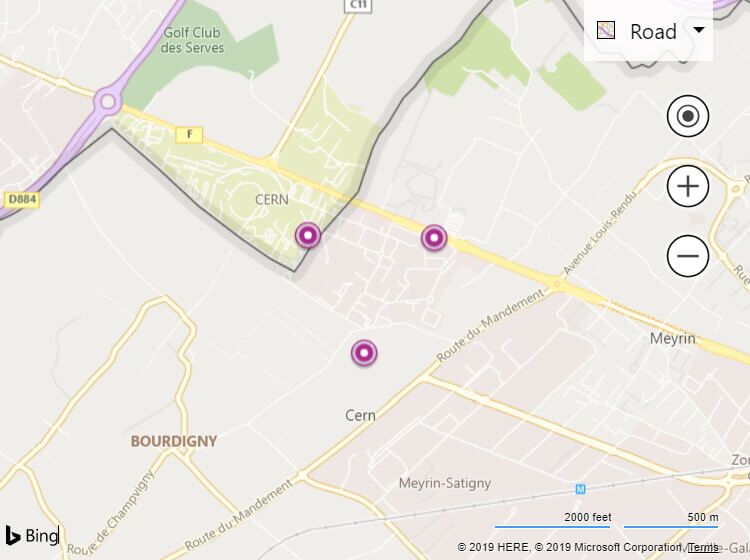 C11
Road
Golf Club
des Serves
F
CERN
D884
Avenue Louis-Rendu
Route du Mandement
Meyrin
Cern
BOURDIGNY
Meyrin-Satigny
M
Route de Champvigny
Route du Mandement
2000 feet
500 m
Bing
© 2019 HERE, © 2019 Microsoft Corporation
Terms